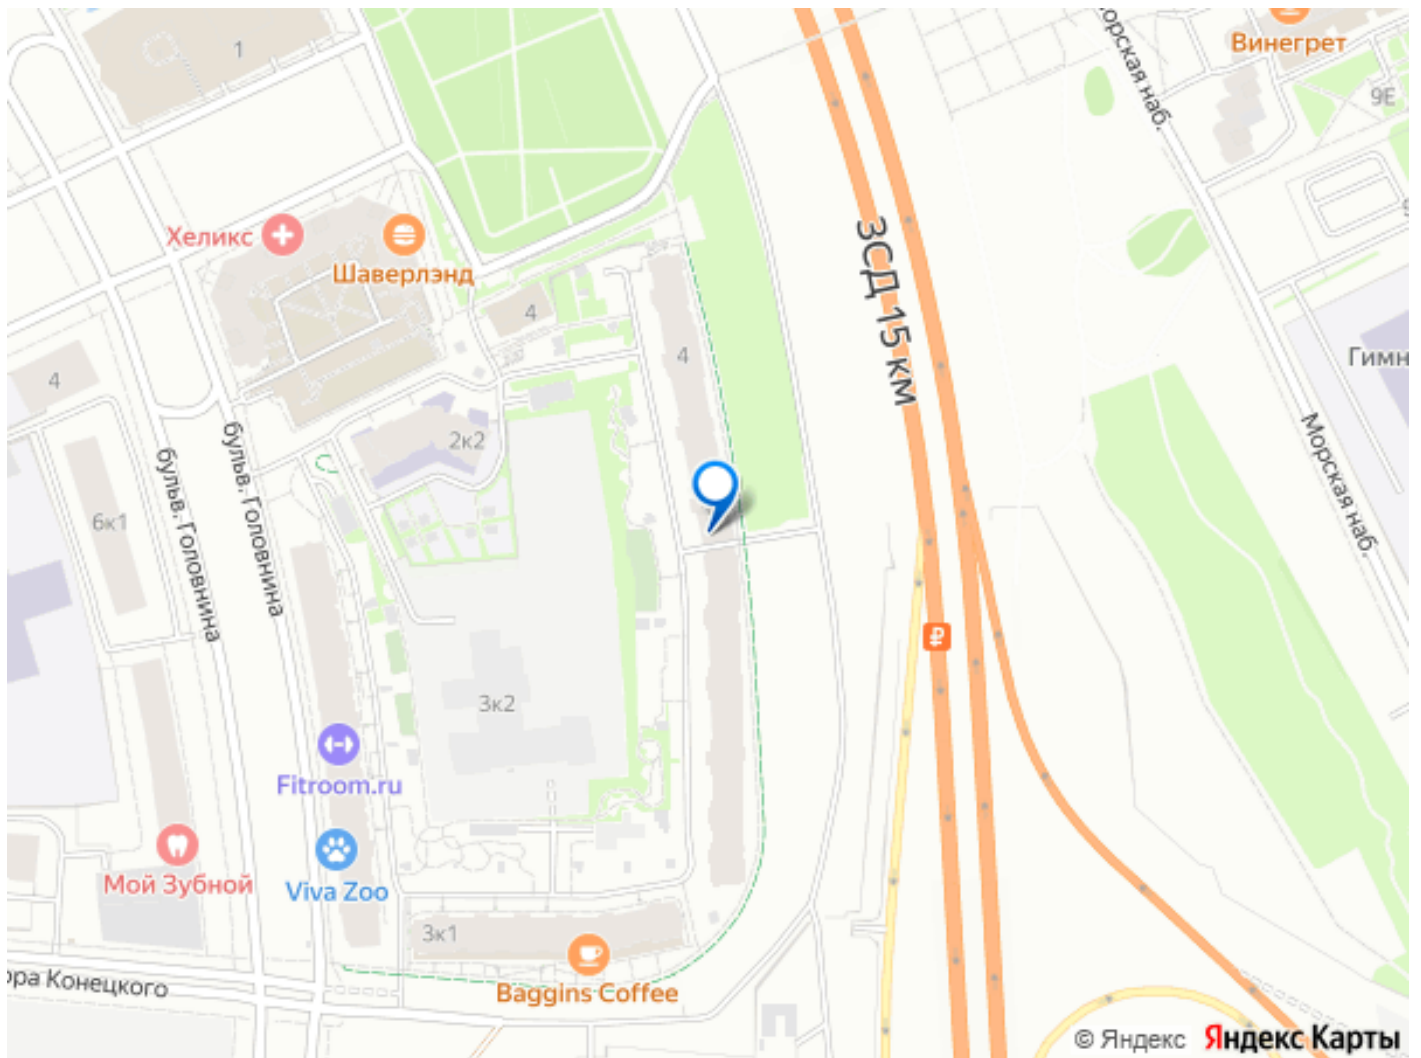 1
Винегрет
9Е
Морская наб.
Хеликс
Шаверлэнд
4
4
ЗСД 15 км
Гимн
4
2к2
бульв. Головнина
бульв. Головнина
6к1
Морская наб.
3к2
Fitroom.ru
Мой Зубной
Viva Zoo
3к1
ора Конецкого
Baggins Coffee
© Яндекс Яндекс Карты